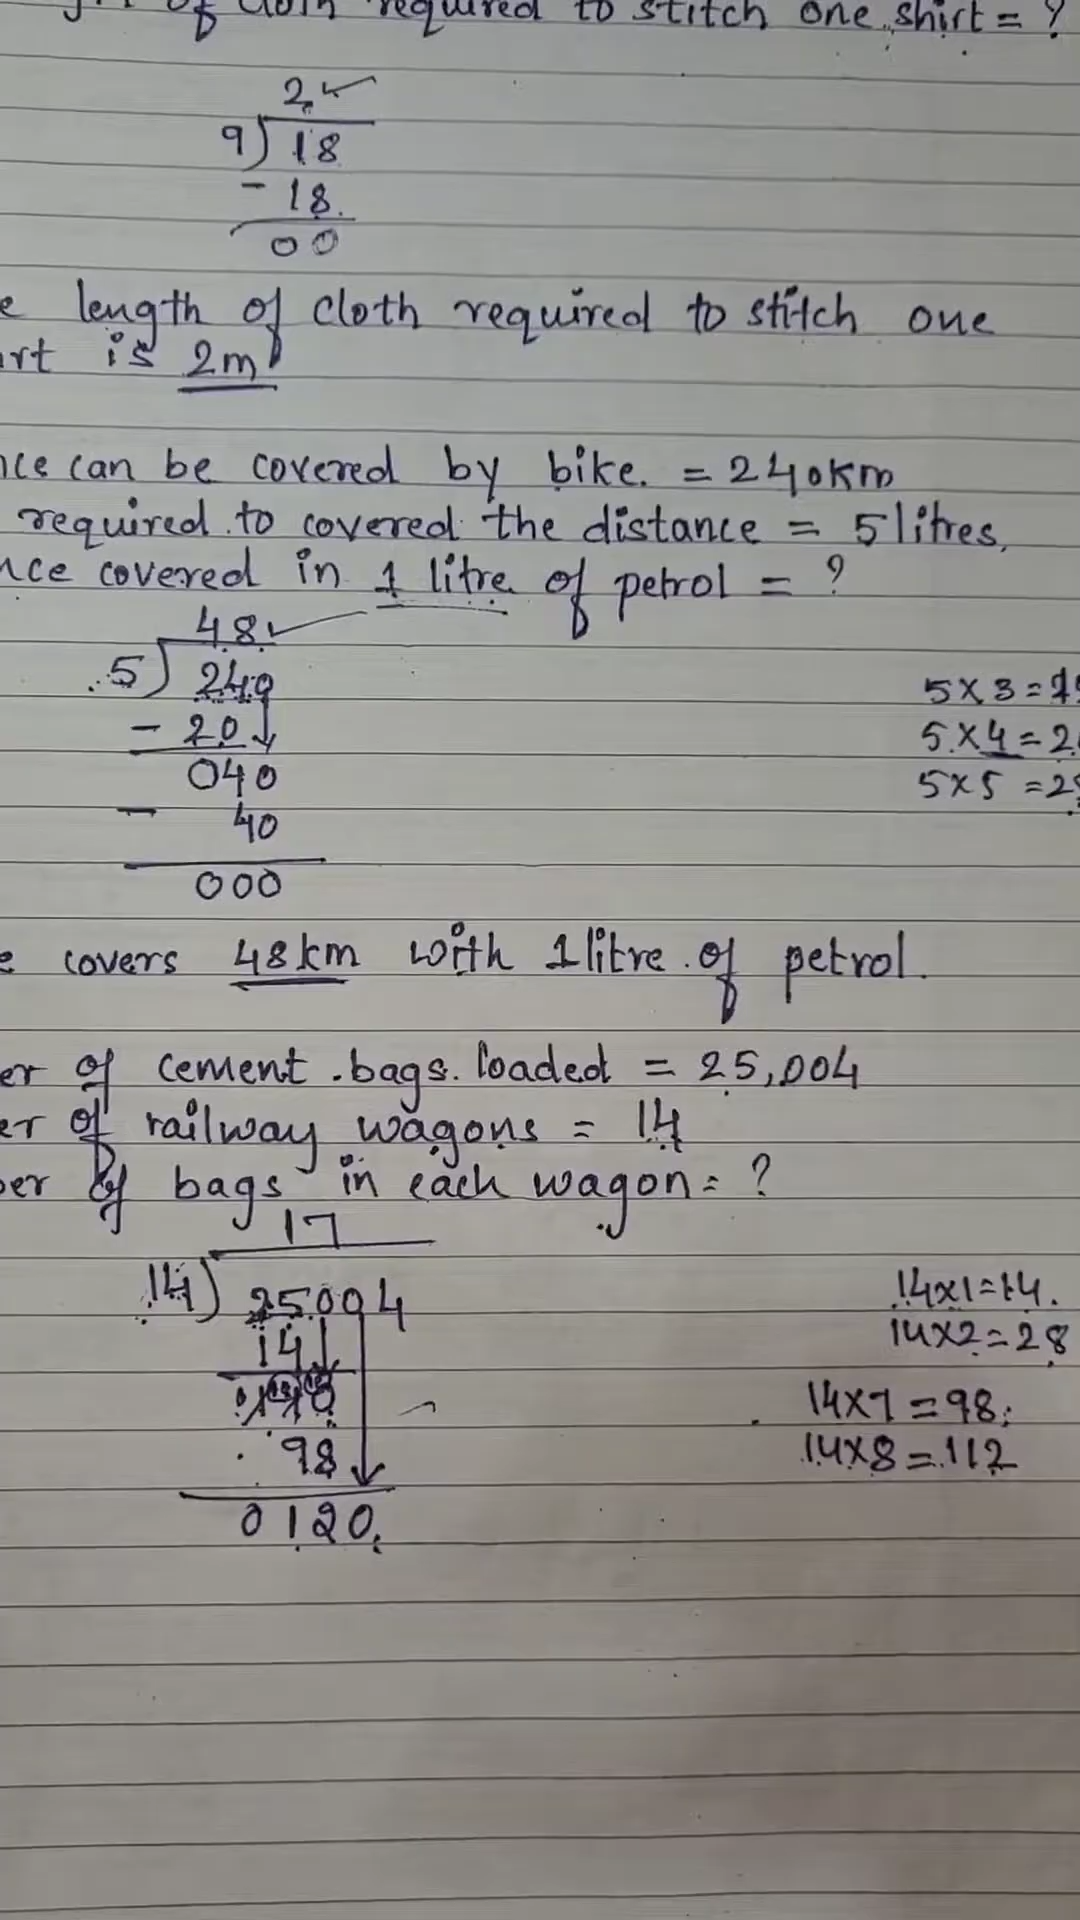 of cloth required to stitch one shirt = ?
2
9) 18
- 18
00
length of cloth required to stitch one
is 2m
can be covered by bike. = 240km
required to covered the distance = 5 litres.
covered in 1 litre of petrol = ?
48
5) 240
5x3=
- 20
5x4=2
040
5x5=2
- 40
000
covers 48km with 1 litre of petrol.
of cement bags loaded = 25,004
of railway wagons = 14
of bags in each wagon = ?
17
14) 25004
14x1=14.
14
14x2=28
14x7=98
98
14x8=112
0120